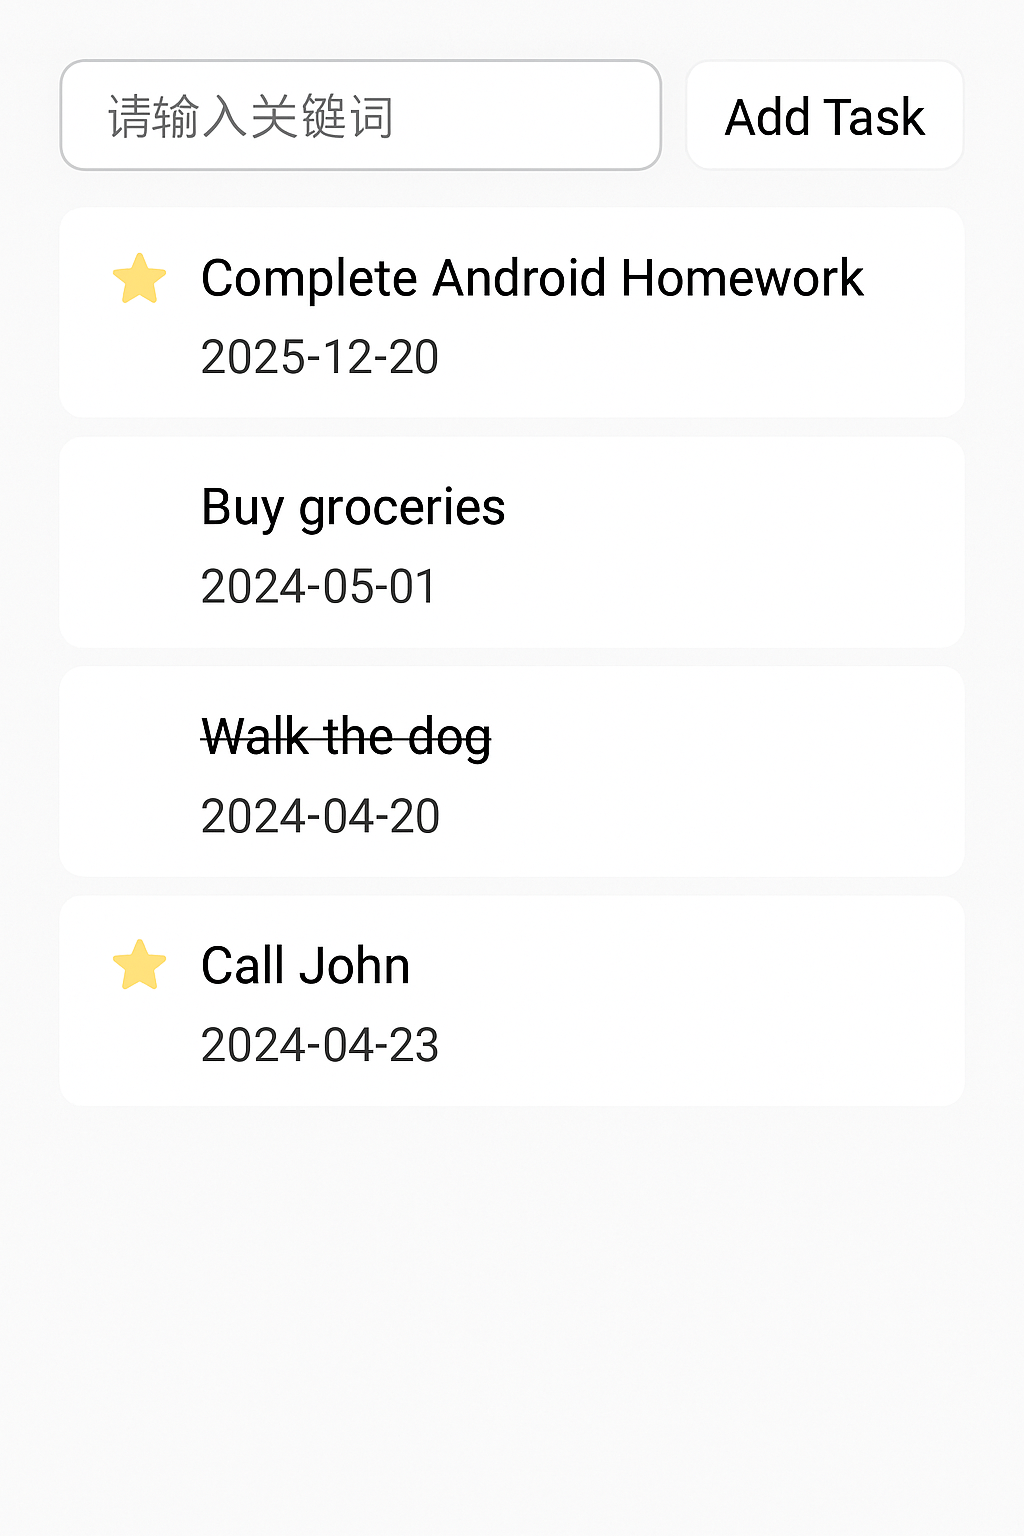 请输入关键词
Add Task
Complete Android Homework
2025-12-20
Buy groceries
2024-05-01
Walk the dog
2024-04-20
Call John
2024-04-23